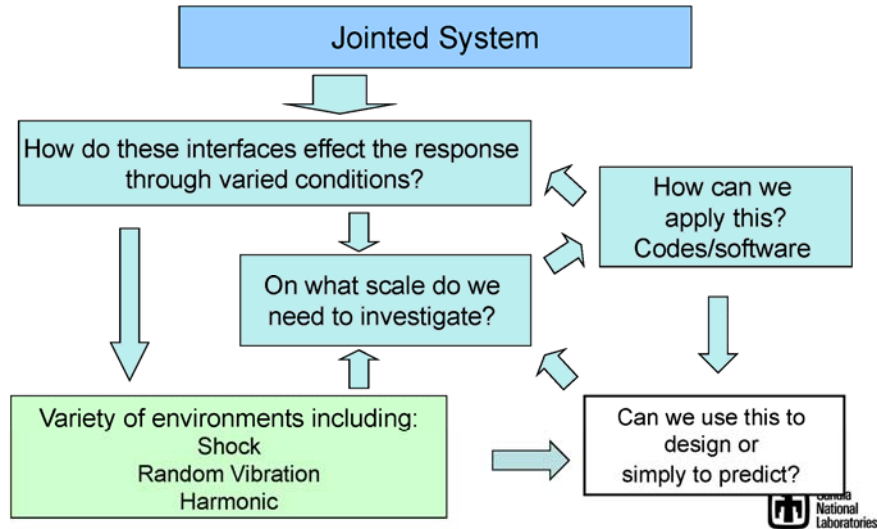 Jointed System
How do these interfaces effect the response
through varied conditions?
How can we
apply this?
Codes/software
On what scale do we
need to investigate?
Variety of environments including:
Shock
Random Vibration
Harmonic
Can we use this to
design or
simply to predict?
National
Laboratories